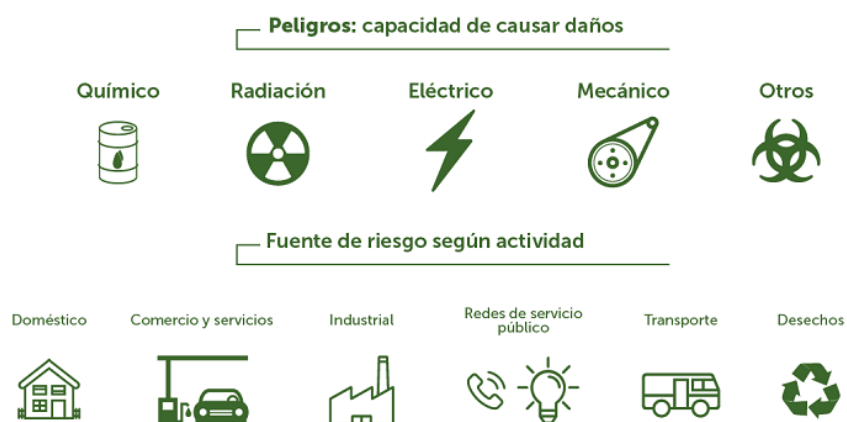 Peligros: capacidad de causar daños
Químico Radiación Eléctrico Mecánico Otros
Fuente de riesgo según actividad
Doméstico Comercio y servicios Industrial Redes de servicio público Transporte Desechos